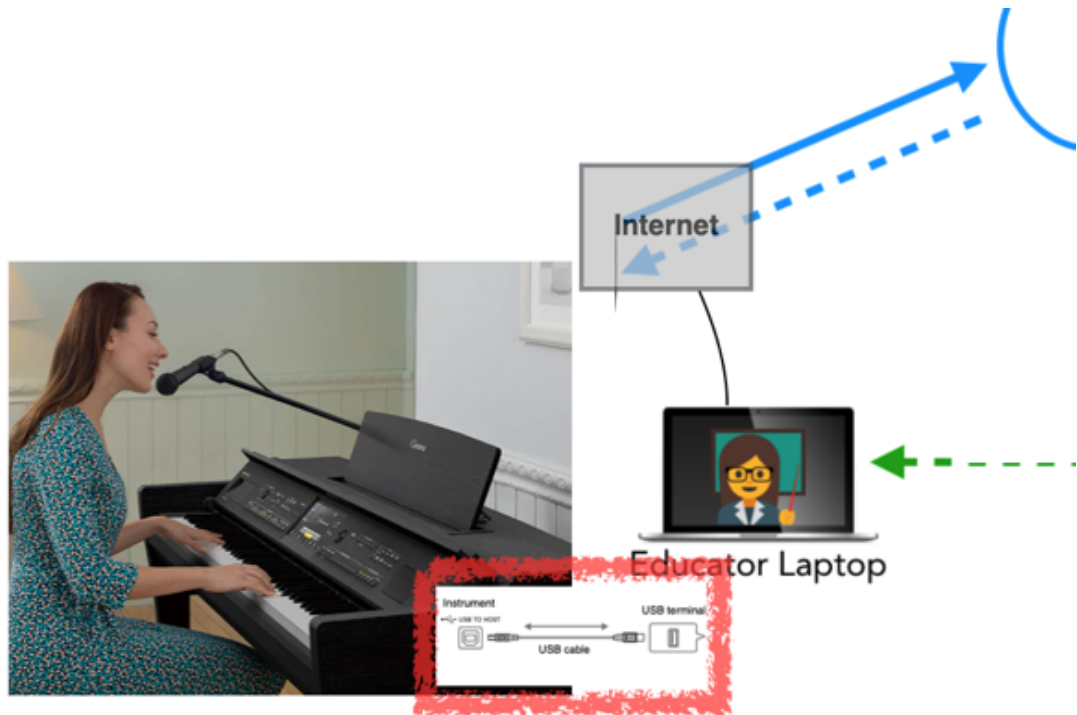 Internet
Educator Laptop
Instrument
USB TO HOST
USB terminal
USB cable